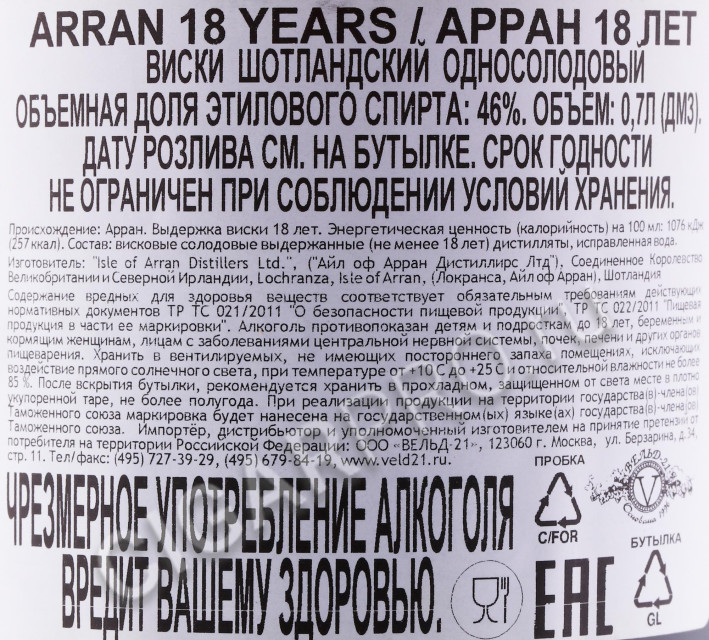 ARRAN 18 YEARS / АРРАН 18 ЛЕТ
ВИСКИ ШОТЛАНДСКИЙ ОДНОСОЛОДОВЫЙ
ОБЪЕМНАЯ ДОЛЯ ЭТИЛОВОГО СПИРТА: 46%. ОБЪЕМ: 0,7Л (ДМ3).
ДАТУ РОЗЛИВА СМ. НА БУТЫЛКЕ. СРОК ГОДНОСТИ
НЕ ОГРАНИЧЕН ПРИ СОБЛЮДЕНИИ УСЛОВИЙ ХРАНЕНИЯ.
Происхождение: Арран. Выдержка виски 18 лет. Энергетическая ценность (калорийность) на 100 мл: 1076 кДж
(257 ккал). Состав: висковые солодовые выдержанные (не менее 18 лет) дистилляты, исправленная вода.
Изготовитель: "Isle of Arran Distillers Ltd.", ("Айл оф Арран Дистиллирс Лтд"), Соединенное Королевство
Великобритании и Северной Ирландии, Lochranza, Isle of Arran, (Локранса, Айл оф Арран), Шотландия
Содержание вредных для здоровья веществ соответствует обязательным требованиям действующих
нормативных документов ТР ТС 021/2011 "О безопасности пищевой продукции", ТР ТС 022/2011 "Пищевая
продукция в части ее маркировки". Алкоголь противопоказан детям и подросткам до 18 лет, беременным и
кормящим женщинам, лицам с заболеваниями центральной нервной системы, почек, печени и других органов
пищеварения. Хранить в вентилируемых, не имеющих постороннего запаха помещениях, исключающих
воздействие прямого солнечного света, при температуре от +10 С до +25 С и относительной влажности не более
85 %. После вскрытия бутылки, рекомендуется хранить в прохладном, защищенном от света месте в плотно
укупоренной таре, не более полугода. При реализации продукции на территории государства(в)-члена(ов)
Таможенного союза маркировка будет нанесена на государственном(ых) языке(ах) государства(в)-члена(ов)
Таможенного союза. Импортёр, дистрибьютор и уполномоченный изготовителем на принятие претензий от
потребителя на территории Российской Федерации: ООО «ВЕЛЬД-21», 123060 г. Москва, ул. Берзарина, д.34,
стр. 11. Тел/факс: (495) 727-39-29, (495) 679-84-19, www.veld21.ru.
ЧРЕЗМЕРНОЕ УПОТРЕБЛЕНИЕ АЛКОГОЛЯ
ВРЕДИТ ВАШЕМУ ЗДОРОВЬЮ.
ПРОБКА
C/FOR
ВЕЛЬД-21
V
Основана 1996
EAC
БУТЫЛКА
GL
CIGARPRO.ru